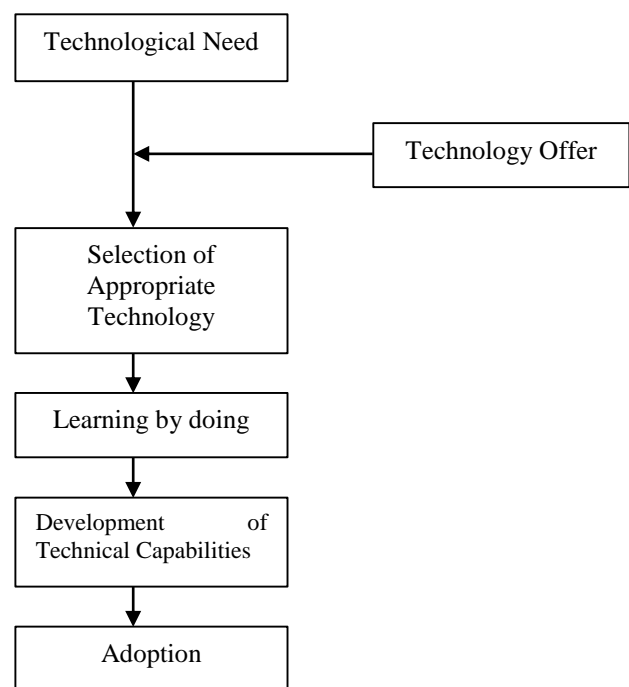 Technological Need
Technology Offer
Selection of
Appropriate
Technology
Learning by doing
Development of
Technical Capabilities
Adoption